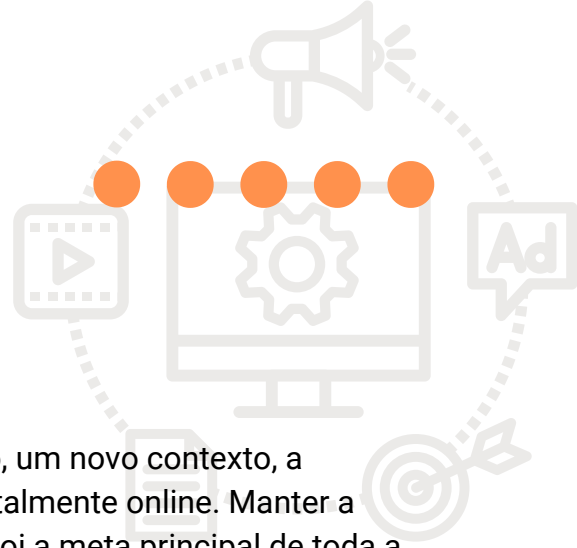 Ad
, um novo contexto, a
talmente online. Manter a
oi a meta principal de toda a